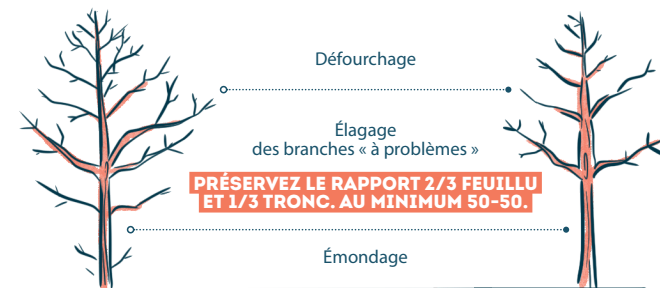 Défourchage
Élagage
des branches « à problèmes »
PRÉSERVEZ LE RAPPORT 2/3 FEUILLU
ET 1/3 TRONC. AU MINIMUM 50-50.
Émondage